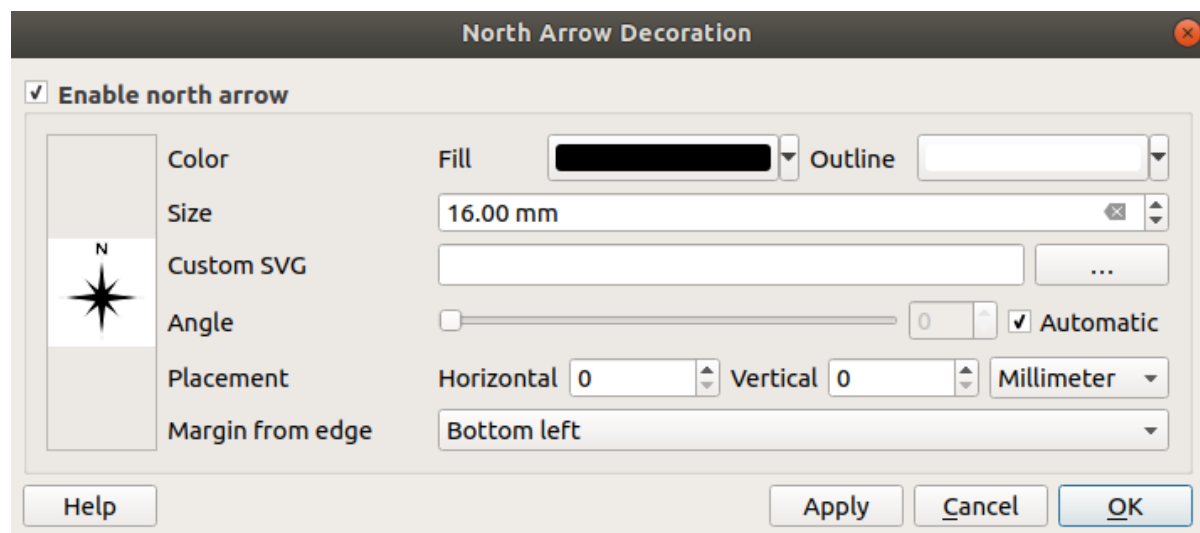 North Arrow Decoration
Enable north arrow
Color Fill Outline
Size 16.00 mm
N
Custom SVG ...
Angle 0 Automatic
Placement Horizontal 0 Vertical 0 Millimeter
Margin from edge Bottom left
Help Apply Cancel OK